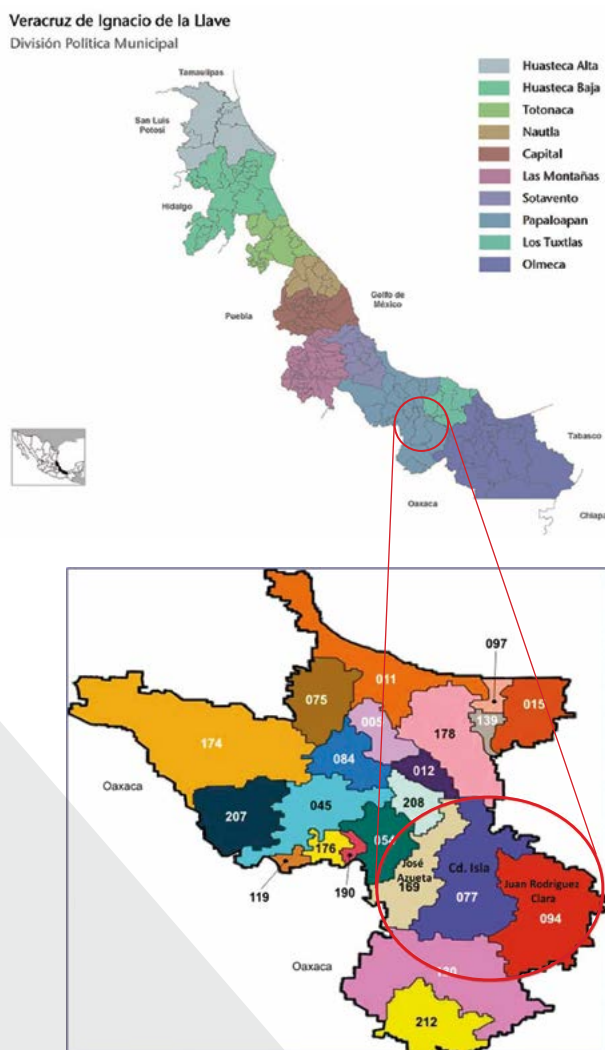 Veracruz de Ignacio de la Llave
División Política Municipal
Tamaulipas
San Luis
Potosí
Hidalgo
Puebla
Golfo de
México
Oaxaca
Tabasco
Chiapa
Huasteca Alta
Huasteca Baja
Totonaca
Nautla
Capital
Las Montañas
Sotavento
Papaloapan
Los Tuxtlas
Olmeca
097
011
015
075
005
139
178
174
084
012
Oaxaca
207
045
208
054
176
José
Azueta
169
Cd. Isla
077
Juan Rodríguez
Clara
094
119
190
Oaxaca
212